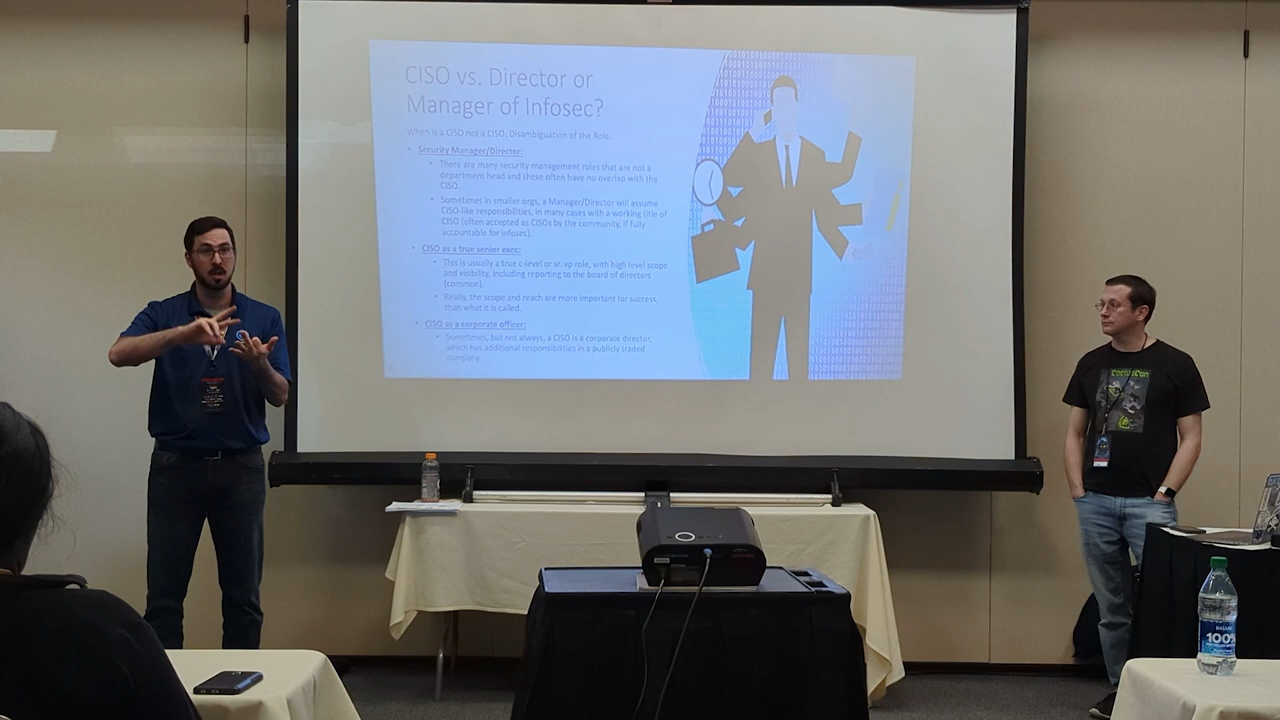 CISO vs. Director or
Manager of Infosec?
When is a CISO not a CISO: Disambiguation of the Role.
• Security Manager/Director:
• There are many security management roles that are not a
department head and these often have no overlap with the
CISO.
• Sometimes in smaller orgs, a Manager/Director will assume
CISO-like responsibilities, in many cases with a working title of
CISO (often accepted as CISOs by the community, if fully
accountable for infosec).
• CISO as a true senior exec:
• This is usually a true c-level or sr. vp role, with high level scope
and visibility, including reporting to the board of directors
(common).
• Really, the scope and reach are more important for success,
than what it is called.
• CISO as a corporate officer:
• Sometimes, but not always, a CISO is a corporate director,
which has additional responsibilities in a publicly traded
company.
CactusCon
100%